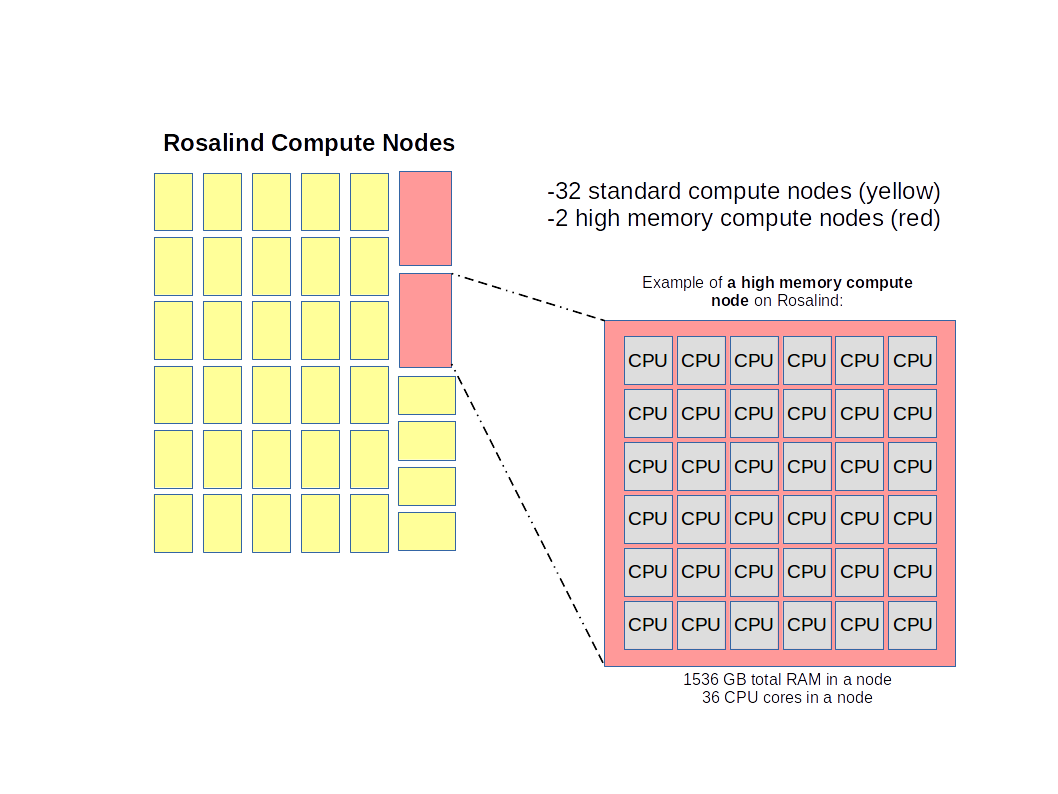 Rosalind Compute Nodes
-32 standard compute nodes (yellow)
-2 high memory compute nodes (red)
Example of a high memory compute
node on Rosalind:
CPU CPU CPU CPU CPU CPU
CPU CPU CPU CPU CPU CPU
CPU CPU CPU CPU CPU CPU
CPU CPU CPU CPU CPU CPU
CPU CPU CPU CPU CPU CPU
CPU CPU CPU CPU CPU CPU
1536 GB total RAM in a node
36 CPU cores in a node